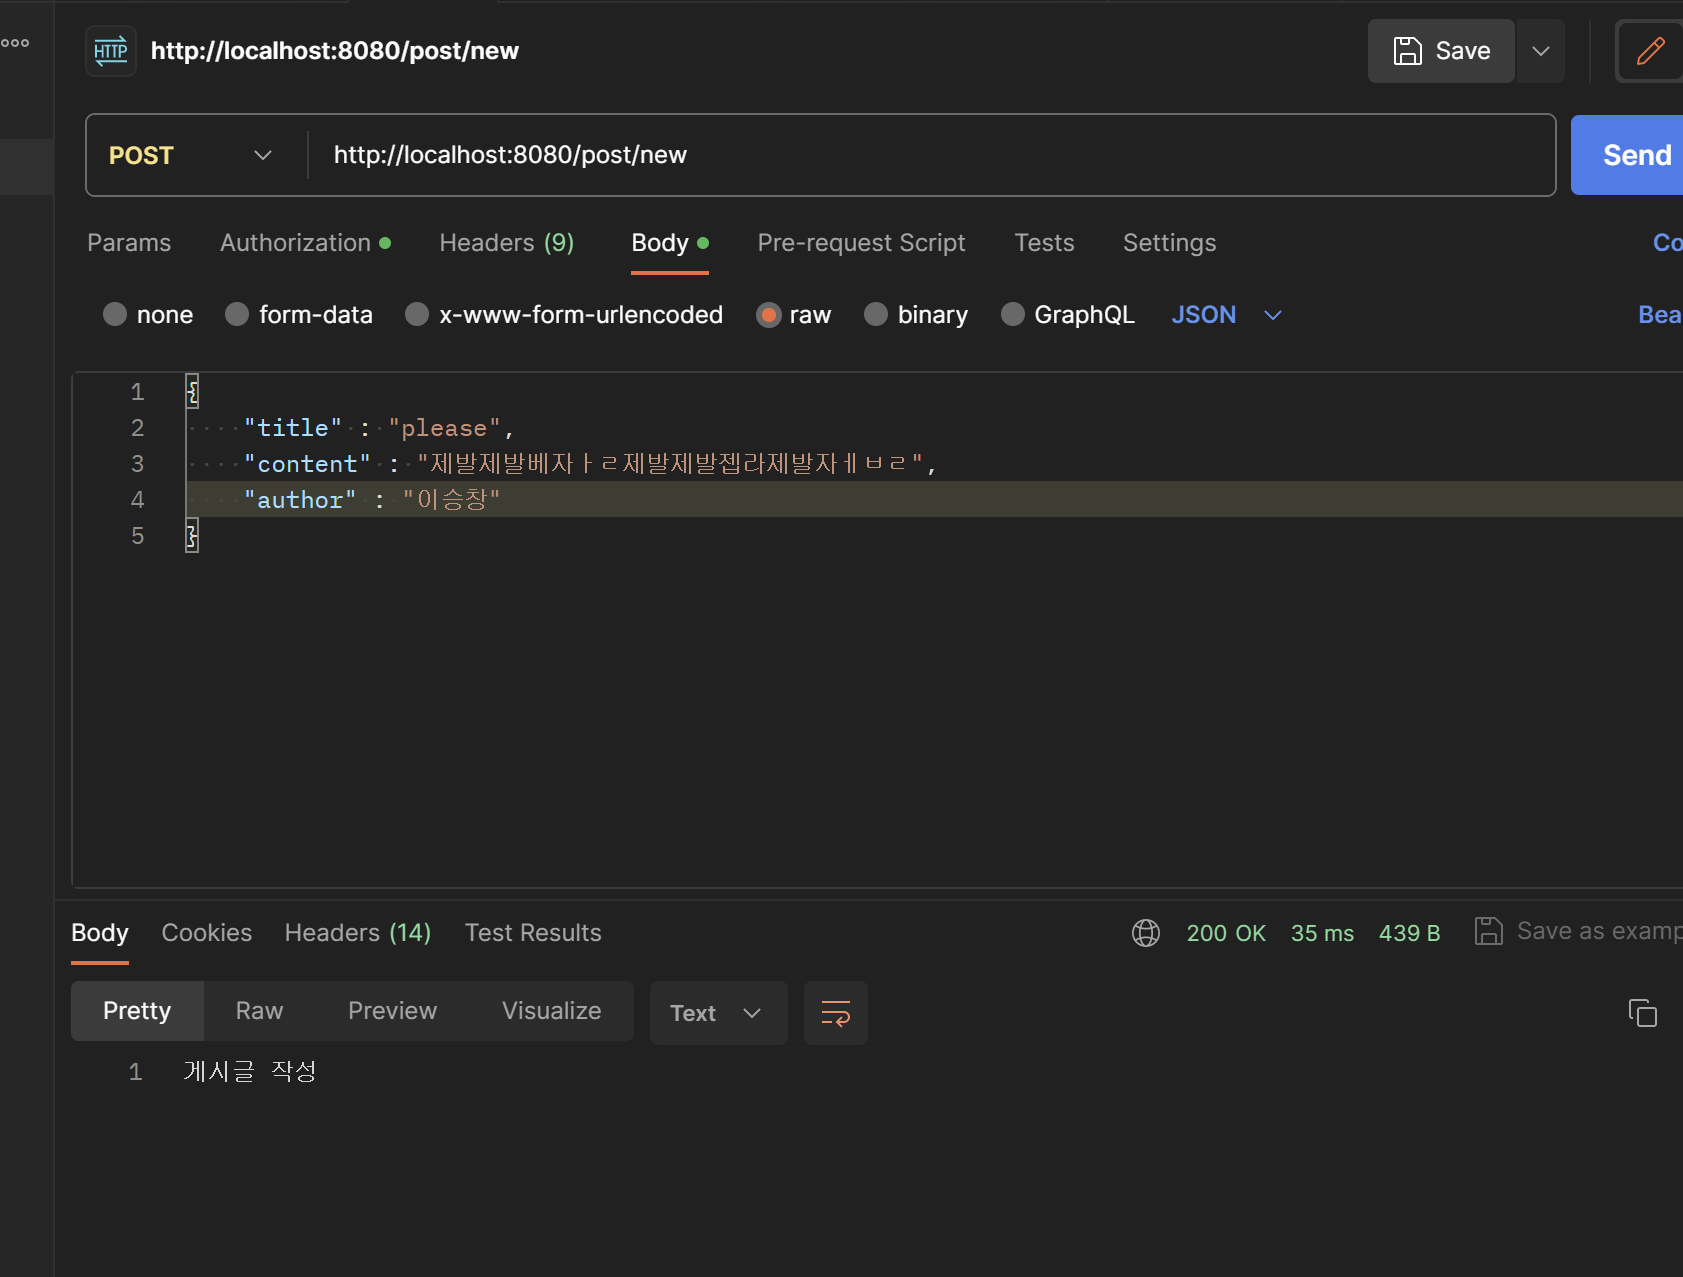 HTTP http://localhost:8080/post/new Save
POST http://localhost:8080/post/new Send
Params Authorization Headers (9) Body Pre-request Script Tests Settings Co
none form-data x-www-form-urlencoded raw binary GraphQL JSON Bea
1 {
2 "title" : "please",
3 "content" : "제발제발베자ㅏㄹ제발제발젭라제발자ㅔㅂㄹ",
4 "author" : "이승창"
5 }
Body Cookies Headers (14) Test Results 200 OK 35 ms 439 B Save as examp
Pretty Raw Preview Visualize Text
1 게시글 작성